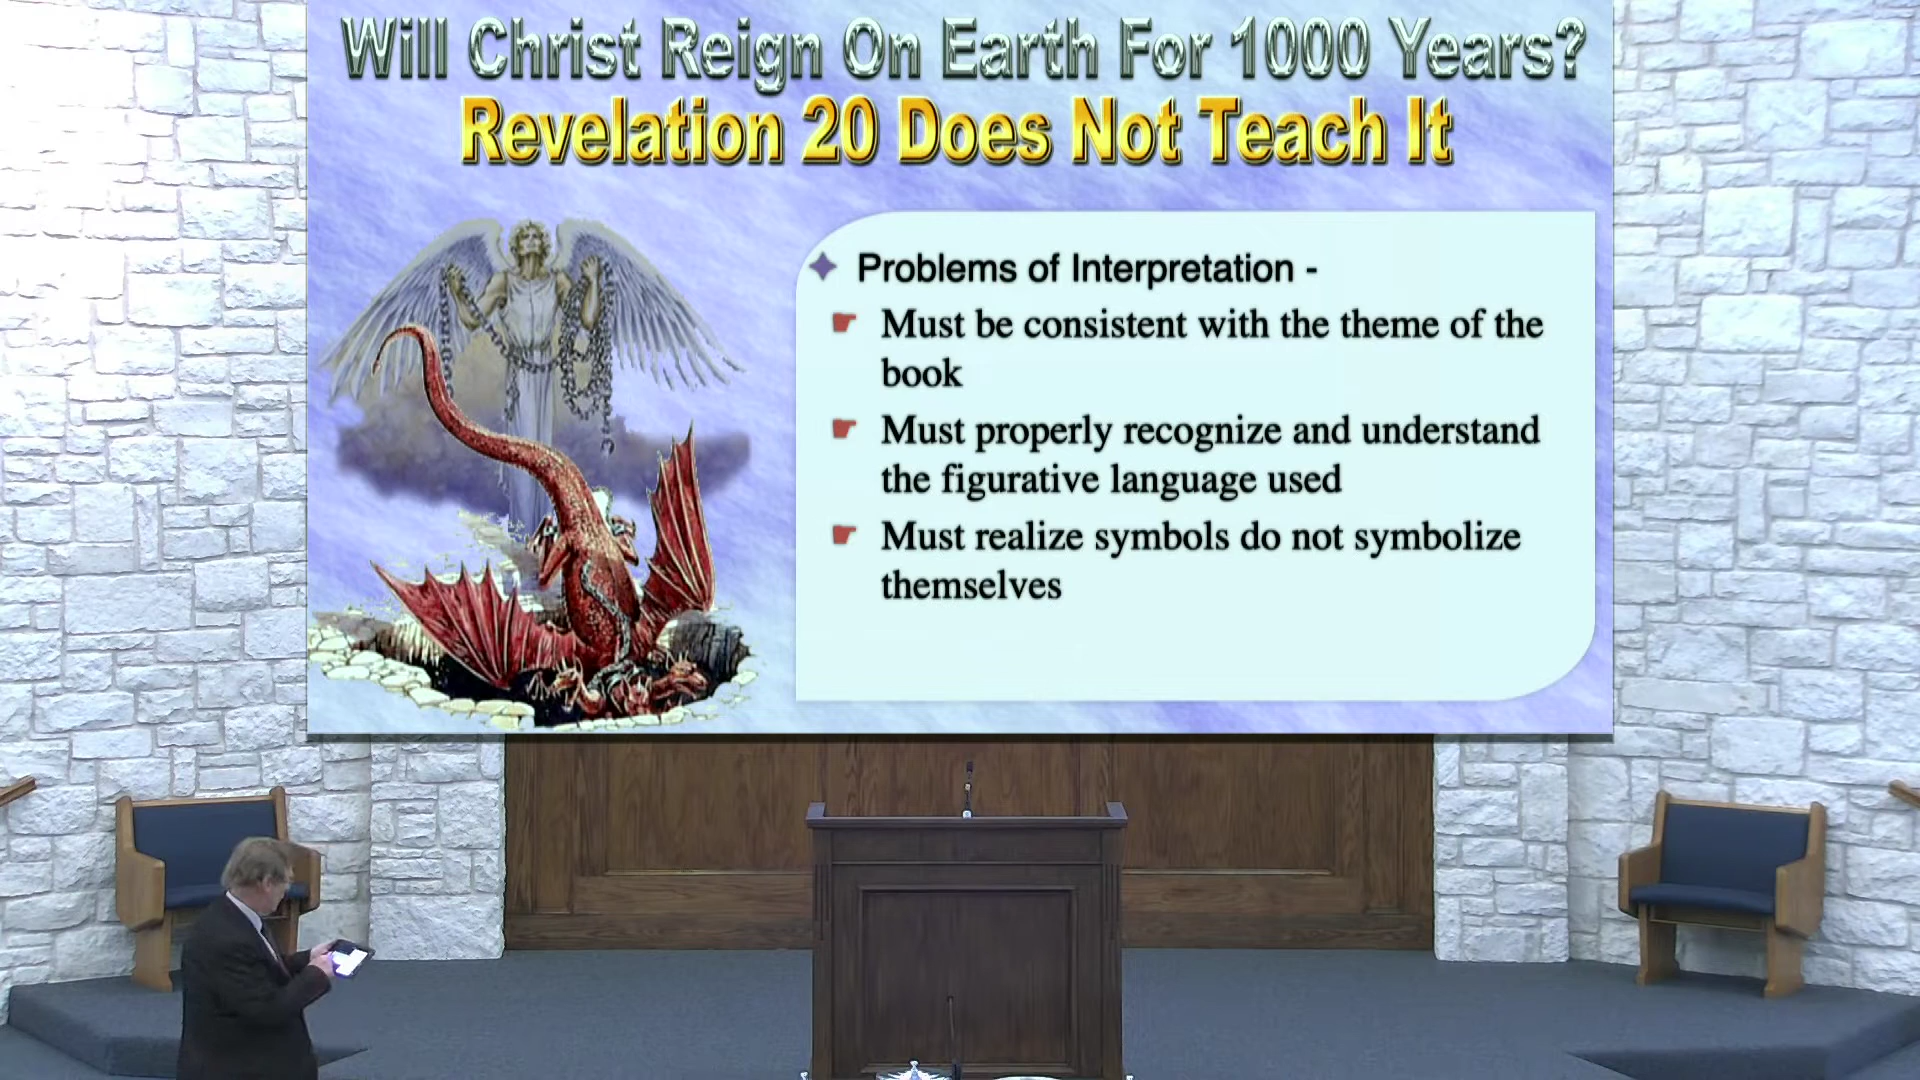 Will Christ Reign On Earth For 1000 Years?
Revelation 20 Does Not Teach It
Problems of Interpretation -
Must be consistent with the theme of the
book
Must properly recognize and understand
the figurative language used
Must realize symbols do not symbolize
themselves